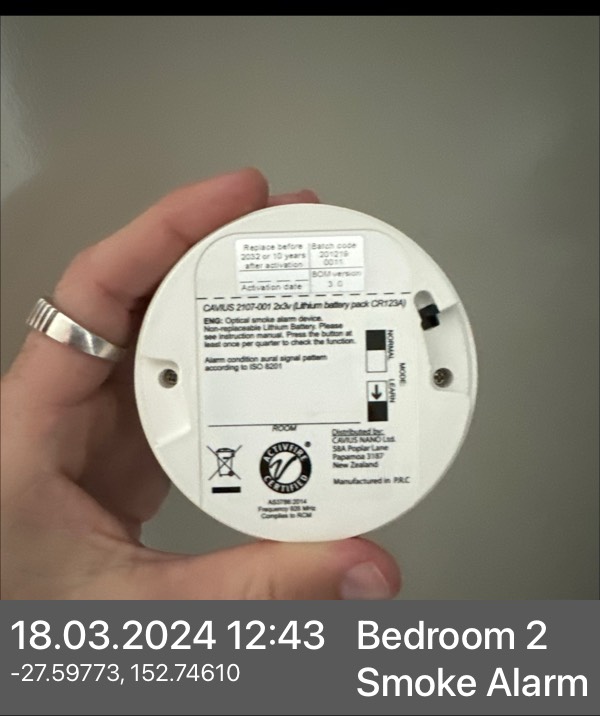 Replace before
2032 or 10 years
after activation
Activation date
Batch code
201219
0011
BOM version
3.0
CAVIUS 2107-001 2x3v (Lithium battery pack CR123A)
ENG: Optical smoke alarm device.
Non-replaceable Lithium Battery. Please
see instruction manual. Press the button at
least once per quarter to check the function.
Alarm condition aural signal pattern
according to ISO 8201
NORMAL
MODE
LEARN
ROOM
ACTIVFIRE
CERTIFIED
®
Distributed by:
CAVIUS NANO Ltd.
58A Poplar Lane
Papamoa 3187
New Zealand
Manufactured in P.R.C
AS3786:2014
Frequency 926 MHz
Complies to RCM
18.03.2024 12:43
-27.59773, 152.74610
Bedroom 2
Smoke Alarm